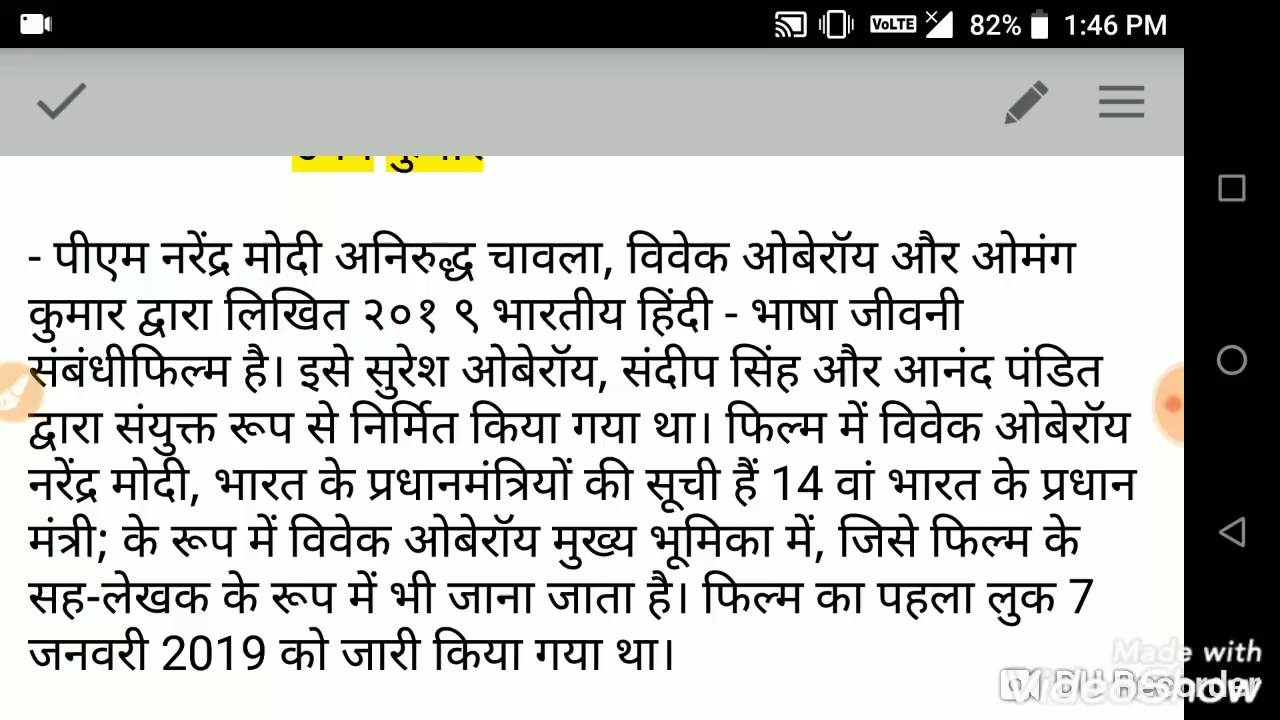 VoLTE 82% 1:46 PM
कुमार
- पीएम नरेंद्र मोदी अनिरुद्ध चावला, विवेक ओबेरॉय और ओमंग
कुमार द्वारा लिखित २०१ ९ भारतीय हिंदी - भाषा जीवनी
संबंधीफिल्म है। इसे सुरेश ओबेरॉय, संदीप सिंह और आनंद पंडित
द्वारा संयुक्त रूप से निर्मित किया गया था। फिल्म में विवेक ओबेरॉय
नरेंद्र मोदी, भारत के प्रधानमंत्रियों की सूची हैं 14 वां भारत के प्रधान
मंत्री; के रूप में विवेक ओबेरॉय मुख्य भूमिका में, जिसे फिल्म के
सह-लेखक के रूप में भी जाना जाता है। फिल्म का पहला लुक 7
जनवरी 2019 को जारी किया गया था।
Made with
VideoShow